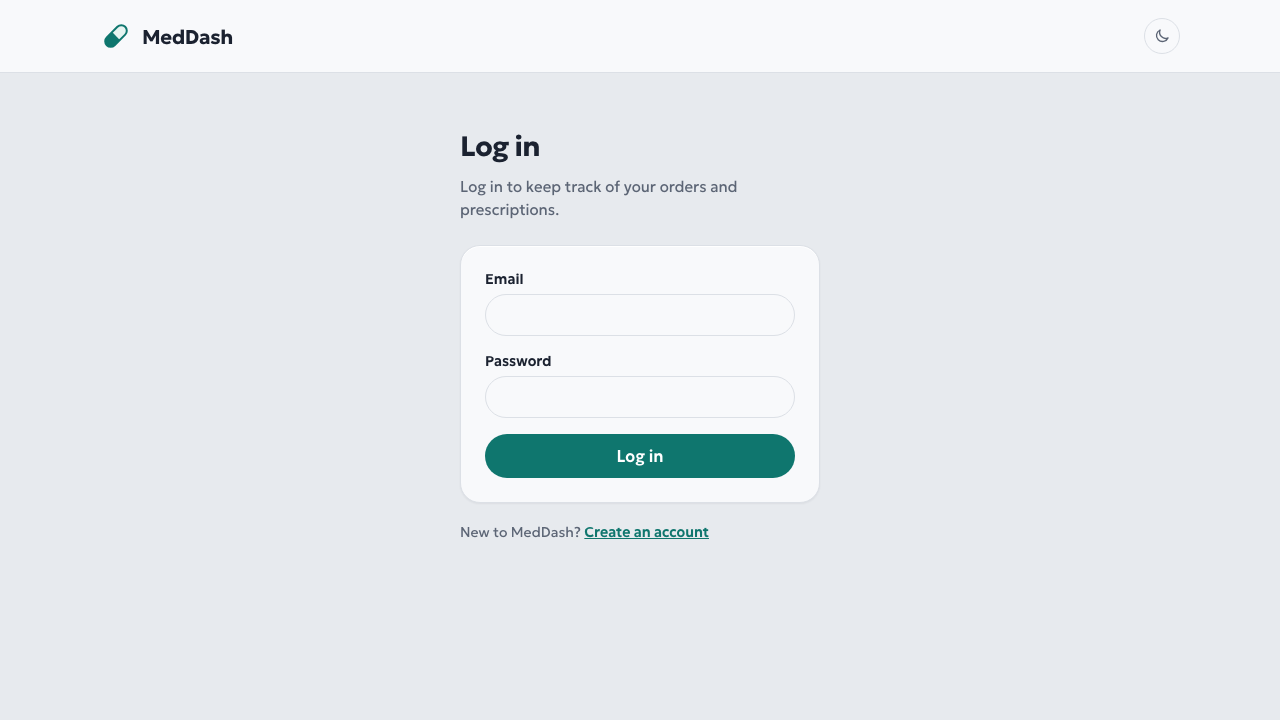 MedDash
Log in
Log in to keep track of your orders and
prescriptions.
Email
Password
Log in
New to MedDash? Create an account